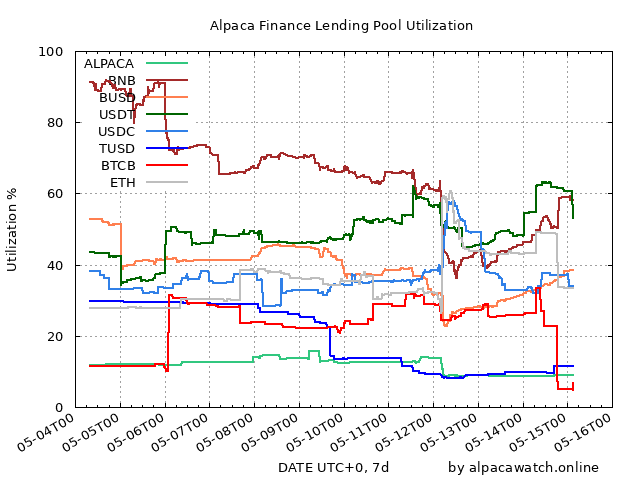 Alpaca Finance Lending Pool Utilization
100
80
60
40
20
0
Utilization %
ALPACA
BNB
BUSD
USDT
USDC
TUSD
BTCB
ETH
05-04T00
05-05T00
05-06T00
05-07T00
05-08T00
05-09T00
05-10T00
05-11T00
05-12T00
05-13T00
05-14T00
05-15T00
05-16T00
DATE UTC+0, 7d
by alpacawatch.online